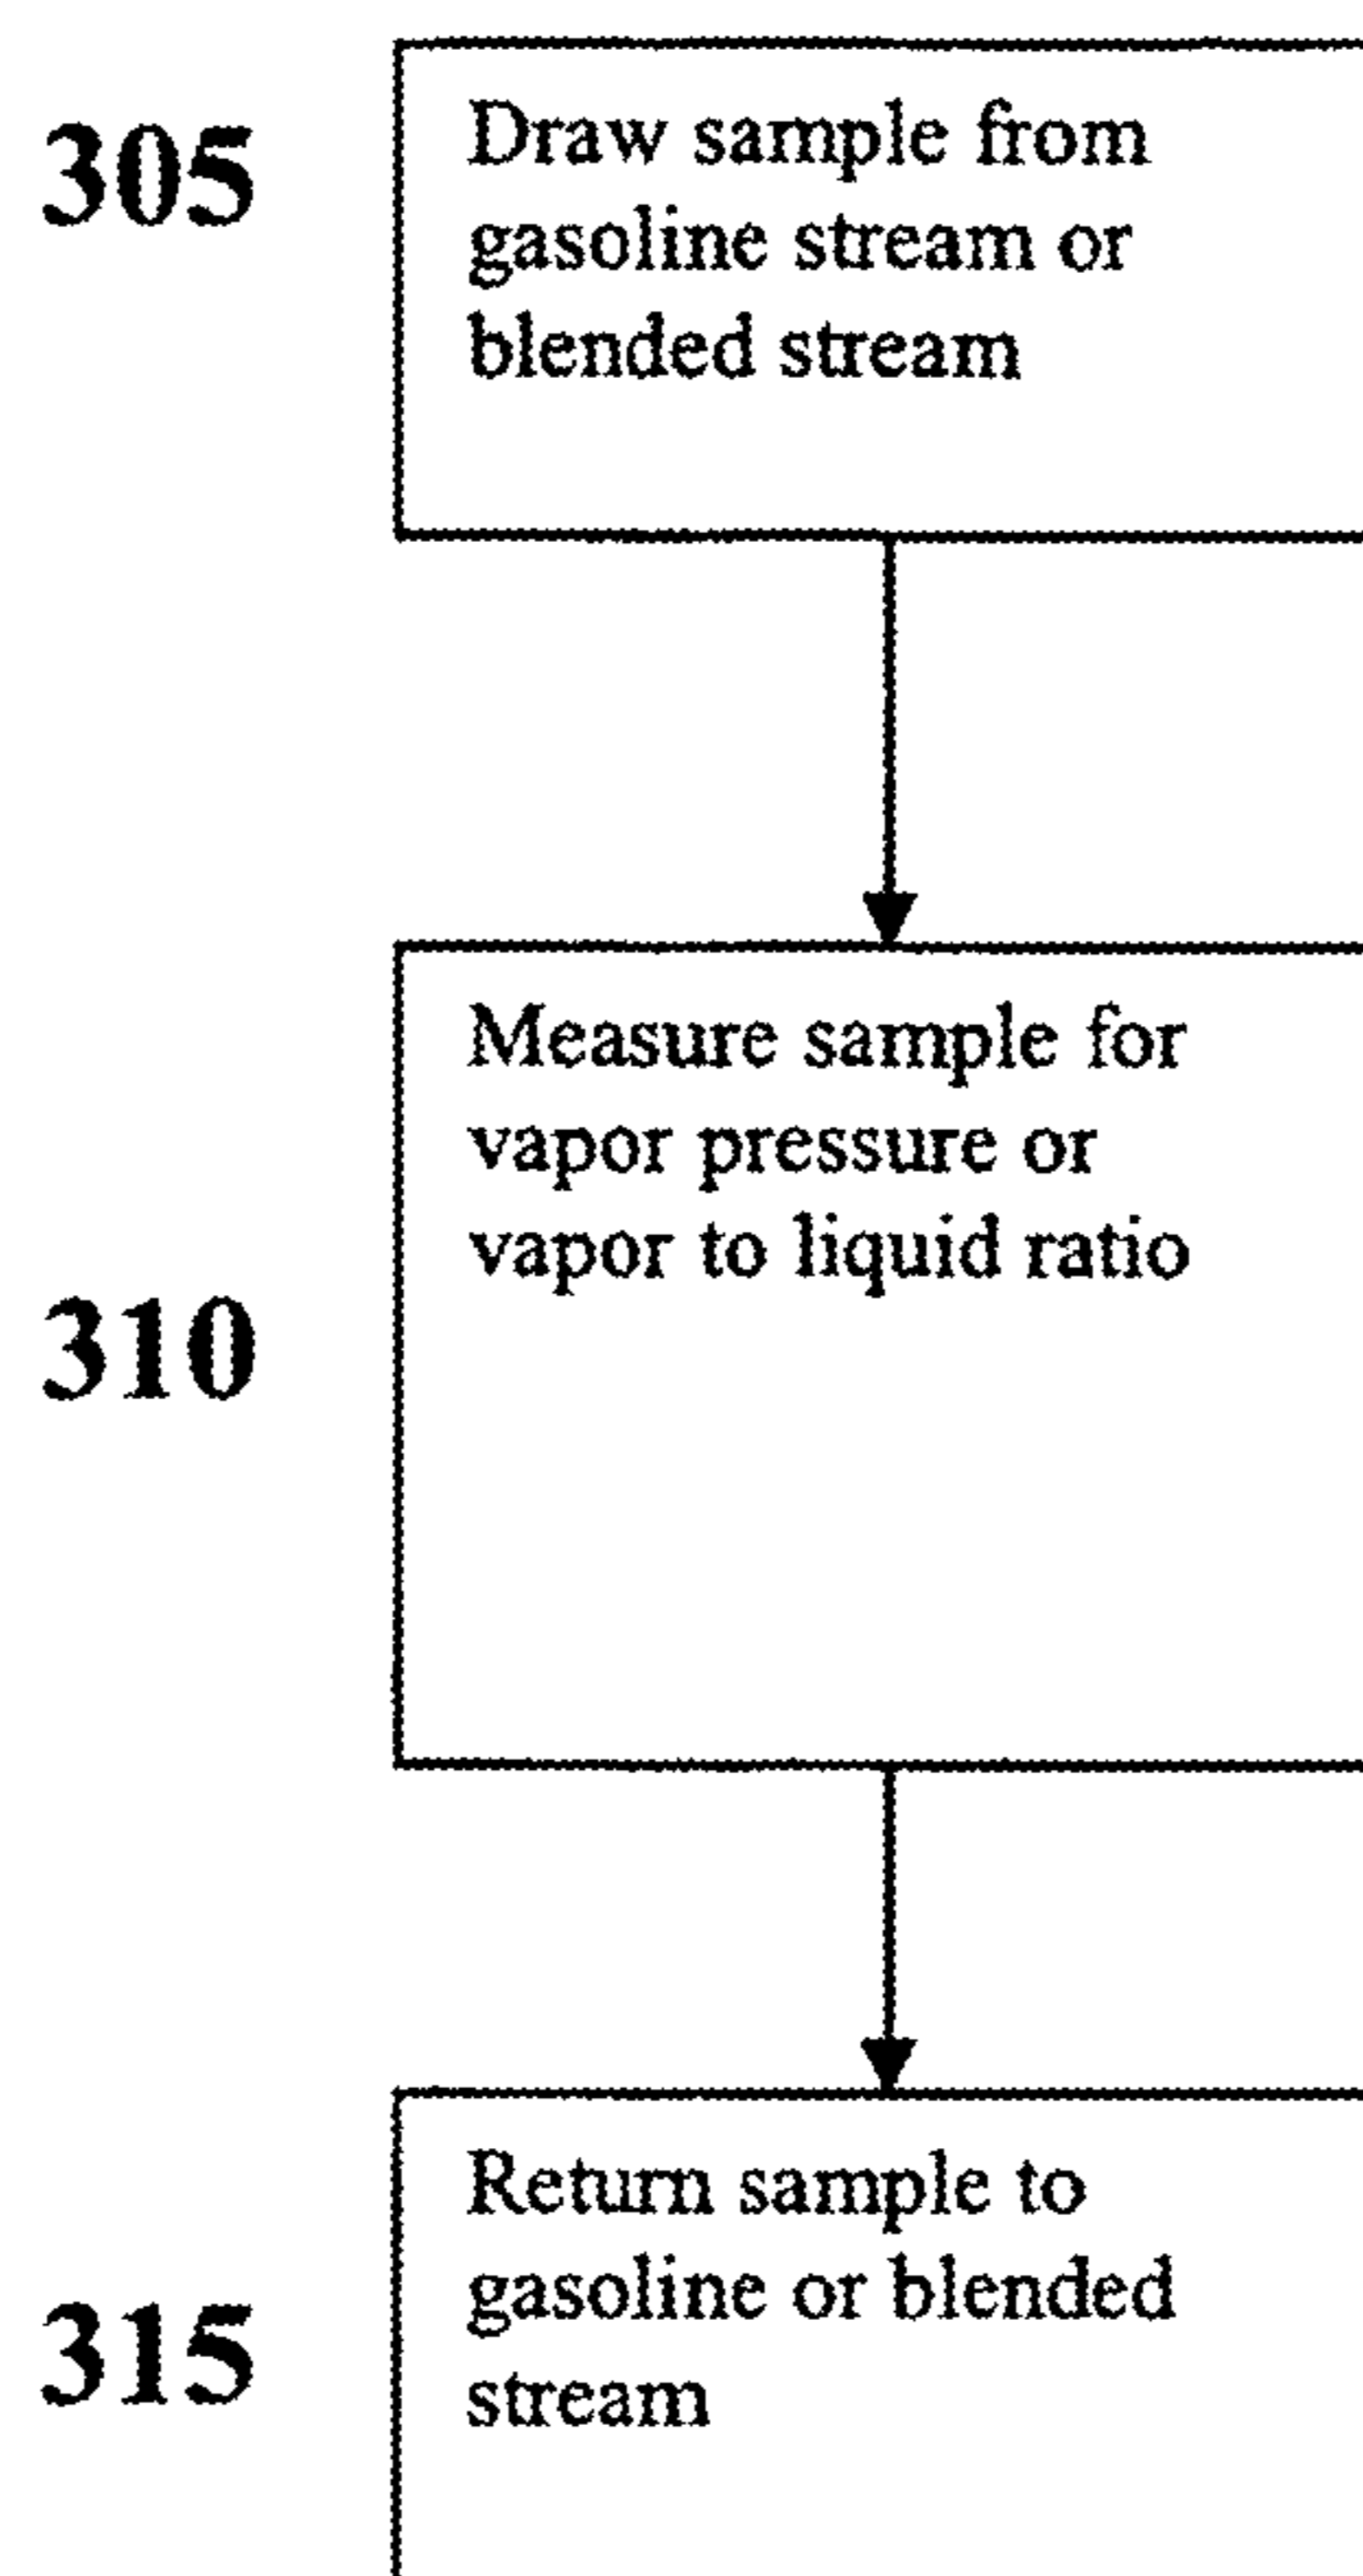 305
Draw sample from
gasoline stream or
blended stream
310
Measure sample for
vapor pressure or
vapor to liquid ratio
315
Return sample to
gasoline or blended
stream